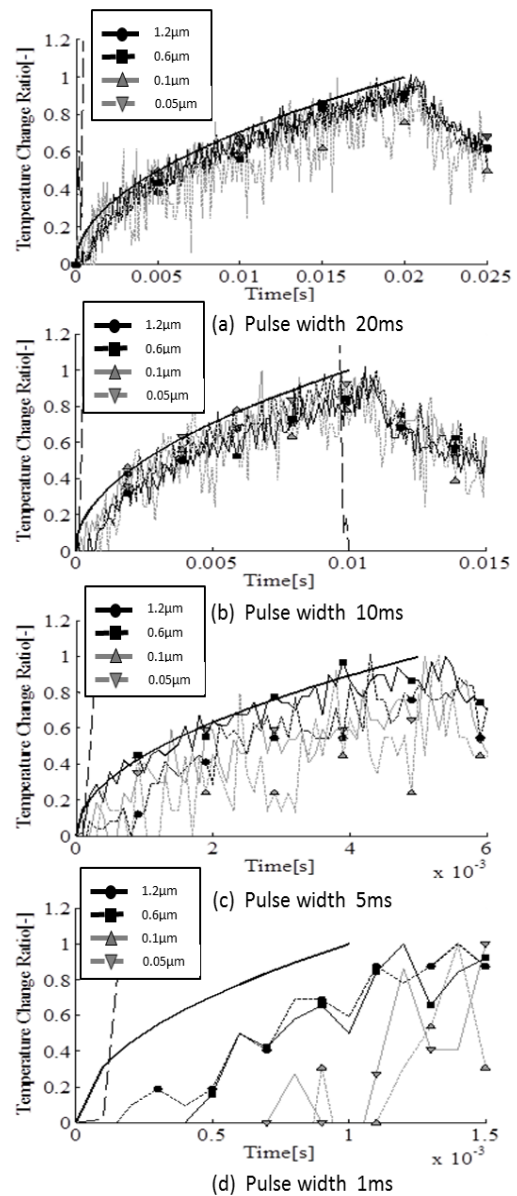 1.2
1
0.8
0.6
0.4
0.2
0
Temperature Change Ratio[-]
1.2μm
0.6μm
0.1μm
0.05μm
0.005
0.01
0.015
0.02
0.025
Time[s]
(a) Pulse width 20ms
1.2
1
0.8
0.6
0.4
0.2
0
Temperature Change Ratio[-]
1.2μm
0.6μm
0.1μm
0.05μm
0
0.005
0.01
0.015
Time[s]
(b) Pulse width 10ms
1.2
1
0.8
0.6
0.4
0.2
0
Temperature Change Ratio[-]
1.2μm
0.6μm
0.1μm
0.05μm
0
2
4
6
Time[s]
x 10-3
(c) Pulse width 5ms
1.2
1
0.8
0.6
0.4
0.2
0
Temperature Change Ratio[-]
1.2μm
0.6μm
0.1μm
0.05μm
0
0.5
1
1.5
Time[s]
x 10-3
(d) Pulse width 1ms